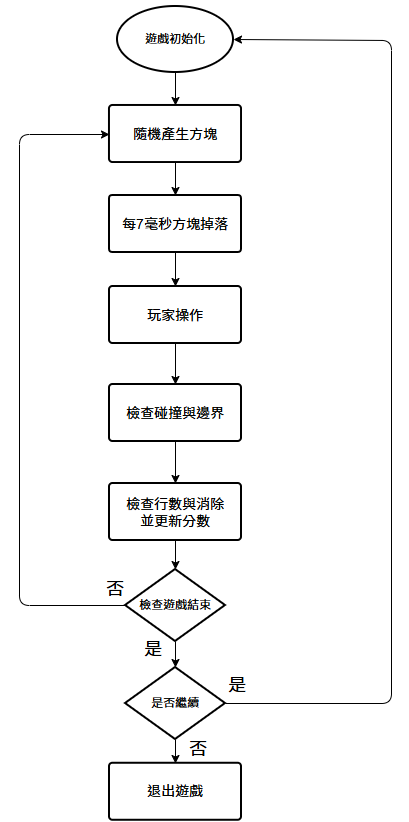 遊戲初始化
隨機產生方塊
每7毫秒方塊掉落
玩家操作
檢查碰撞與邊界
檢查行數與消除
並更新分數
否
檢查遊戲結束
是
是否繼續
是
否
退出遊戲